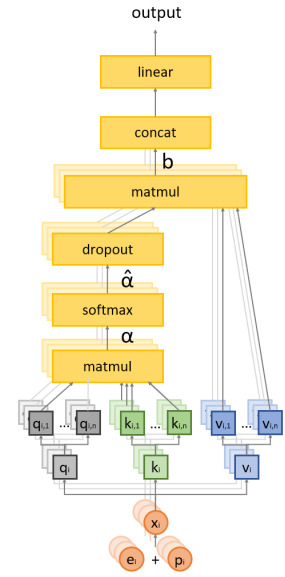 output
linear
concat
b
matmul
dropout
α̂
softmax
α
matmul
qᵢ,₁ ... qᵢ,ₙ kᵢ,₁ ... kᵢ,ₙ vᵢ,₁ ... vᵢ,ₙ
qᵢ kᵢ vᵢ
xᵢ
eᵢ + pᵢ